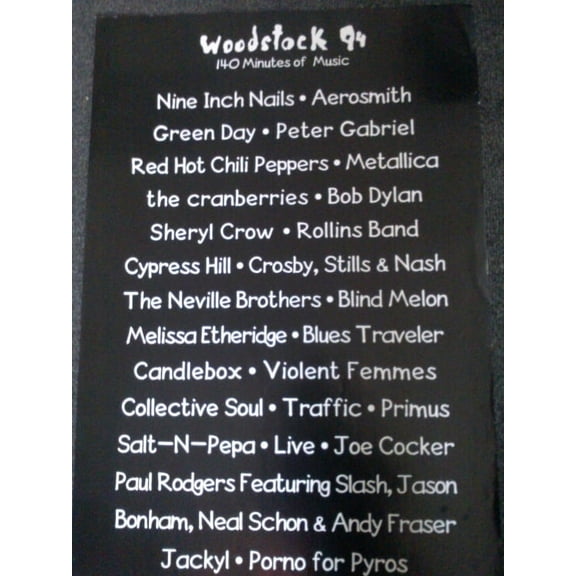 Woodstock 94
140 Minutes of Music
Nine Inch Nails • Aerosmith
Green Day • Peter Gabriel
Red Hot Chili Peppers • Metallica
the cranberries • Bob Dylan
Sheryl Crow • Rollins Band
Cypress Hill • Crosby, Stills & Nash
The Neville Brothers • Blind Melon
Melissa Etheridge • Blues Traveler
Candlebox • Violent Femmes
Collective Soul • Traffic • Primus
Salt-N-Pepa • Live • Joe Cocker
Paul Rodgers Featuring Slash, Jason
Bonham, Neal Schon & Andy Fraser
Jackyl • Porno for Pyros